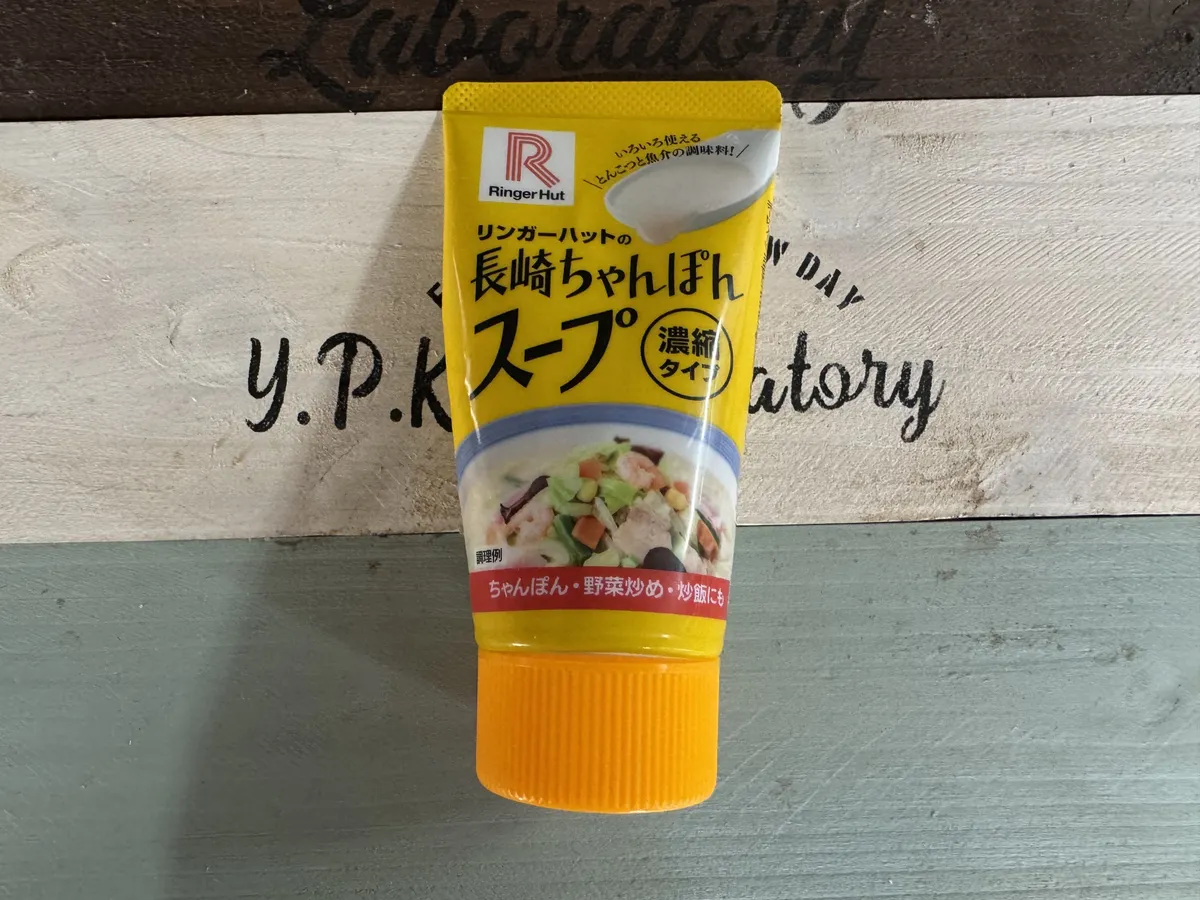 Laboratory
Ringer Hut
いろいろ使える
とんこつと魚介の調味料!
リンガーハットの
長崎ちゃんぽん
スープ
濃縮
タイプ
DAY
Y.P.K
atory
調理例
ちゃんぽん・野菜炒め・炒飯にも